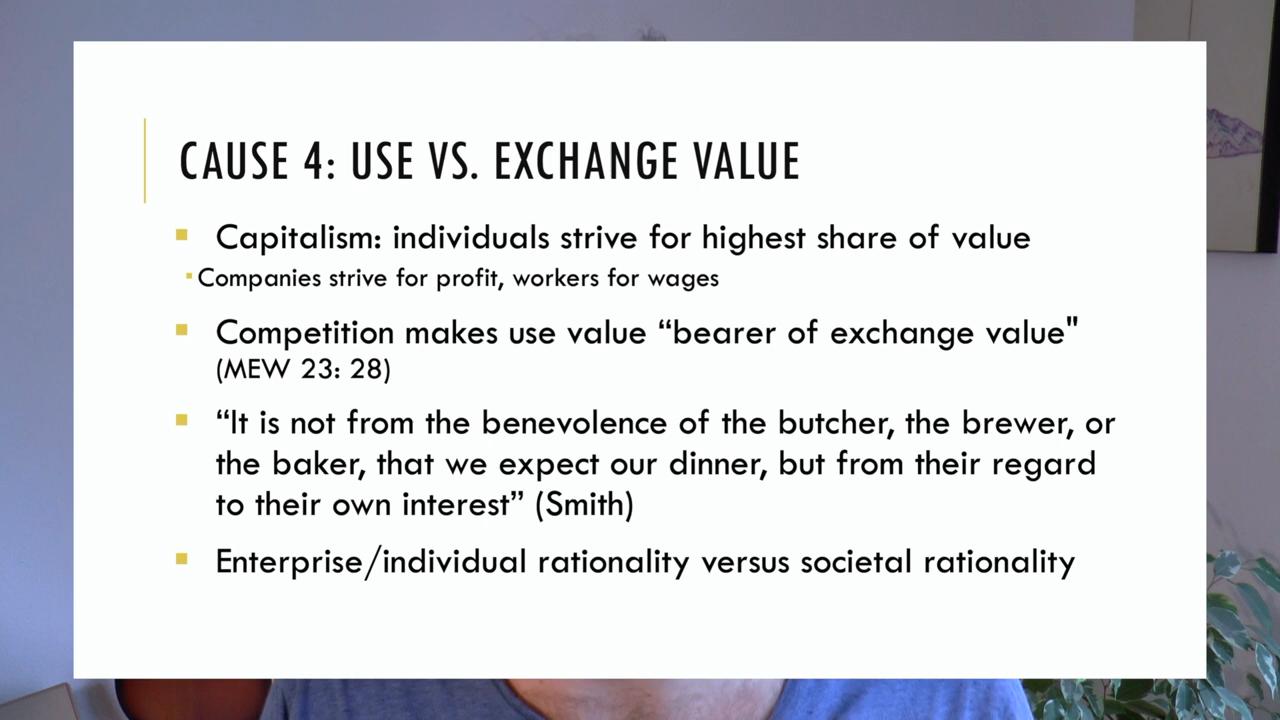 CAUSE 4: USE VS. EXCHANGE VALUE
Capitalism: individuals strive for highest share of value
Companies strive for profit, workers for wages
Competition makes use value “bearer of exchange value"
(MEW 23: 28)
“It is not from the benevolence of the butcher, the brewer, or
the baker, that we expect our dinner, but from their regard
to their own interest” (Smith)
Enterprise/individual rationality versus societal rationality